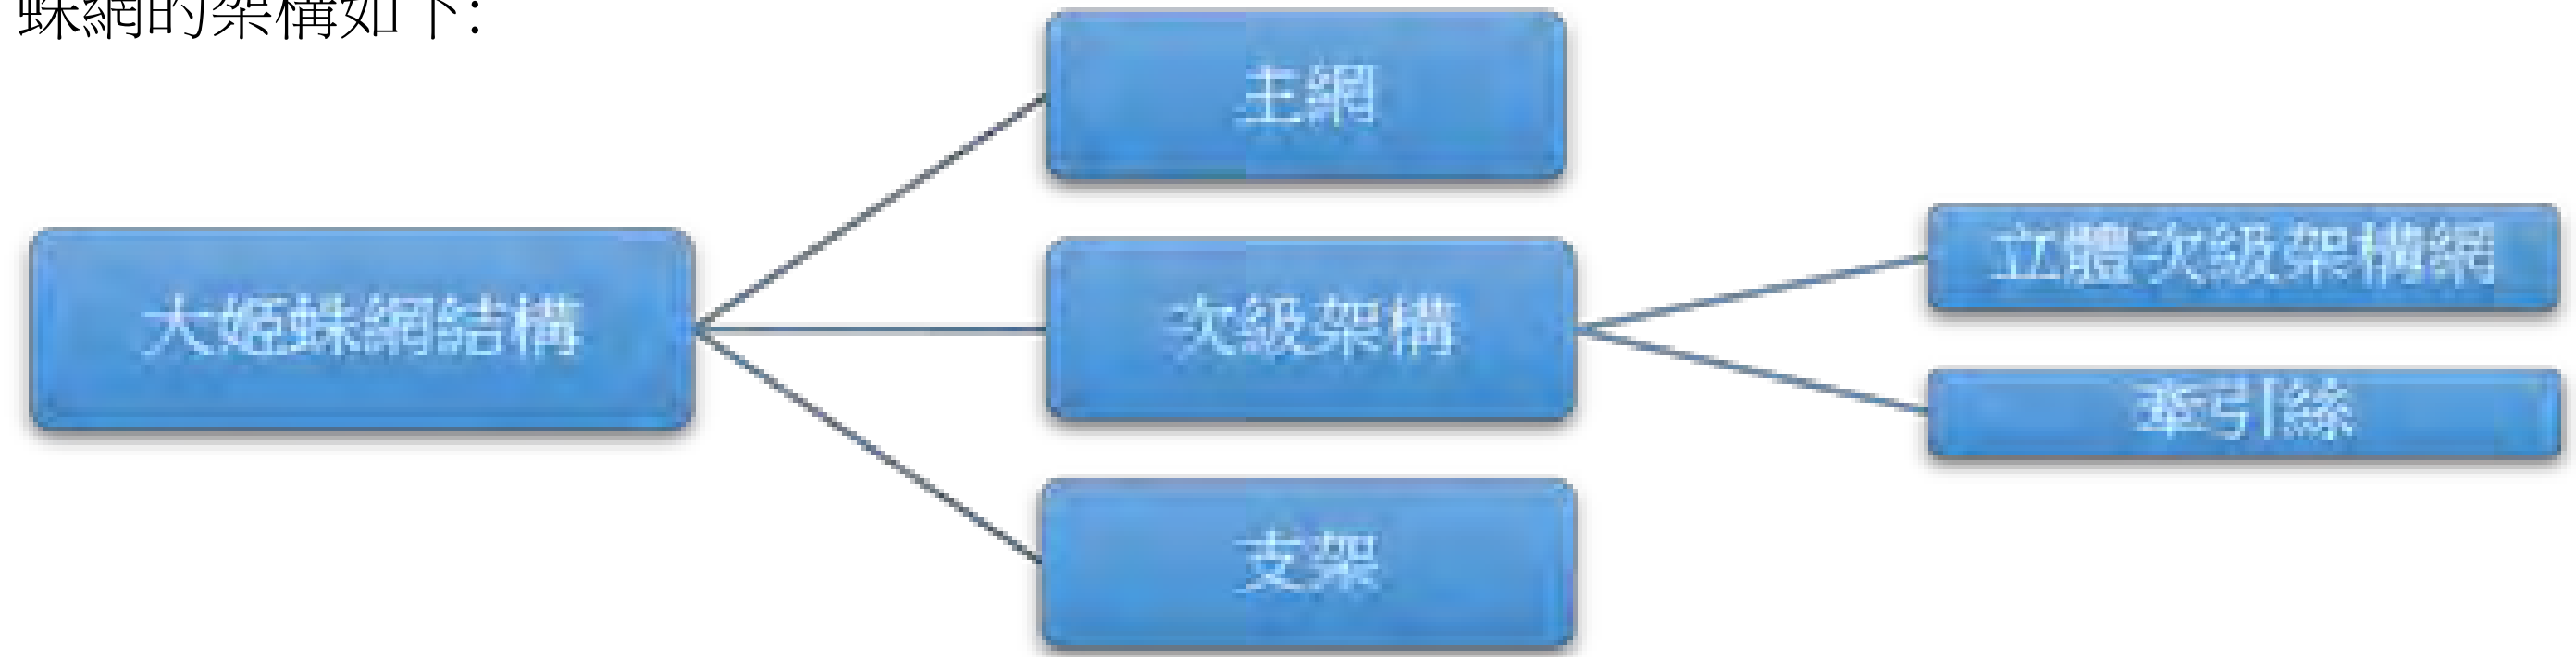 蛛網的架構如下:
主網
大姬蛛網結構
次級架構
支架
立體次級架構網
牽引絲